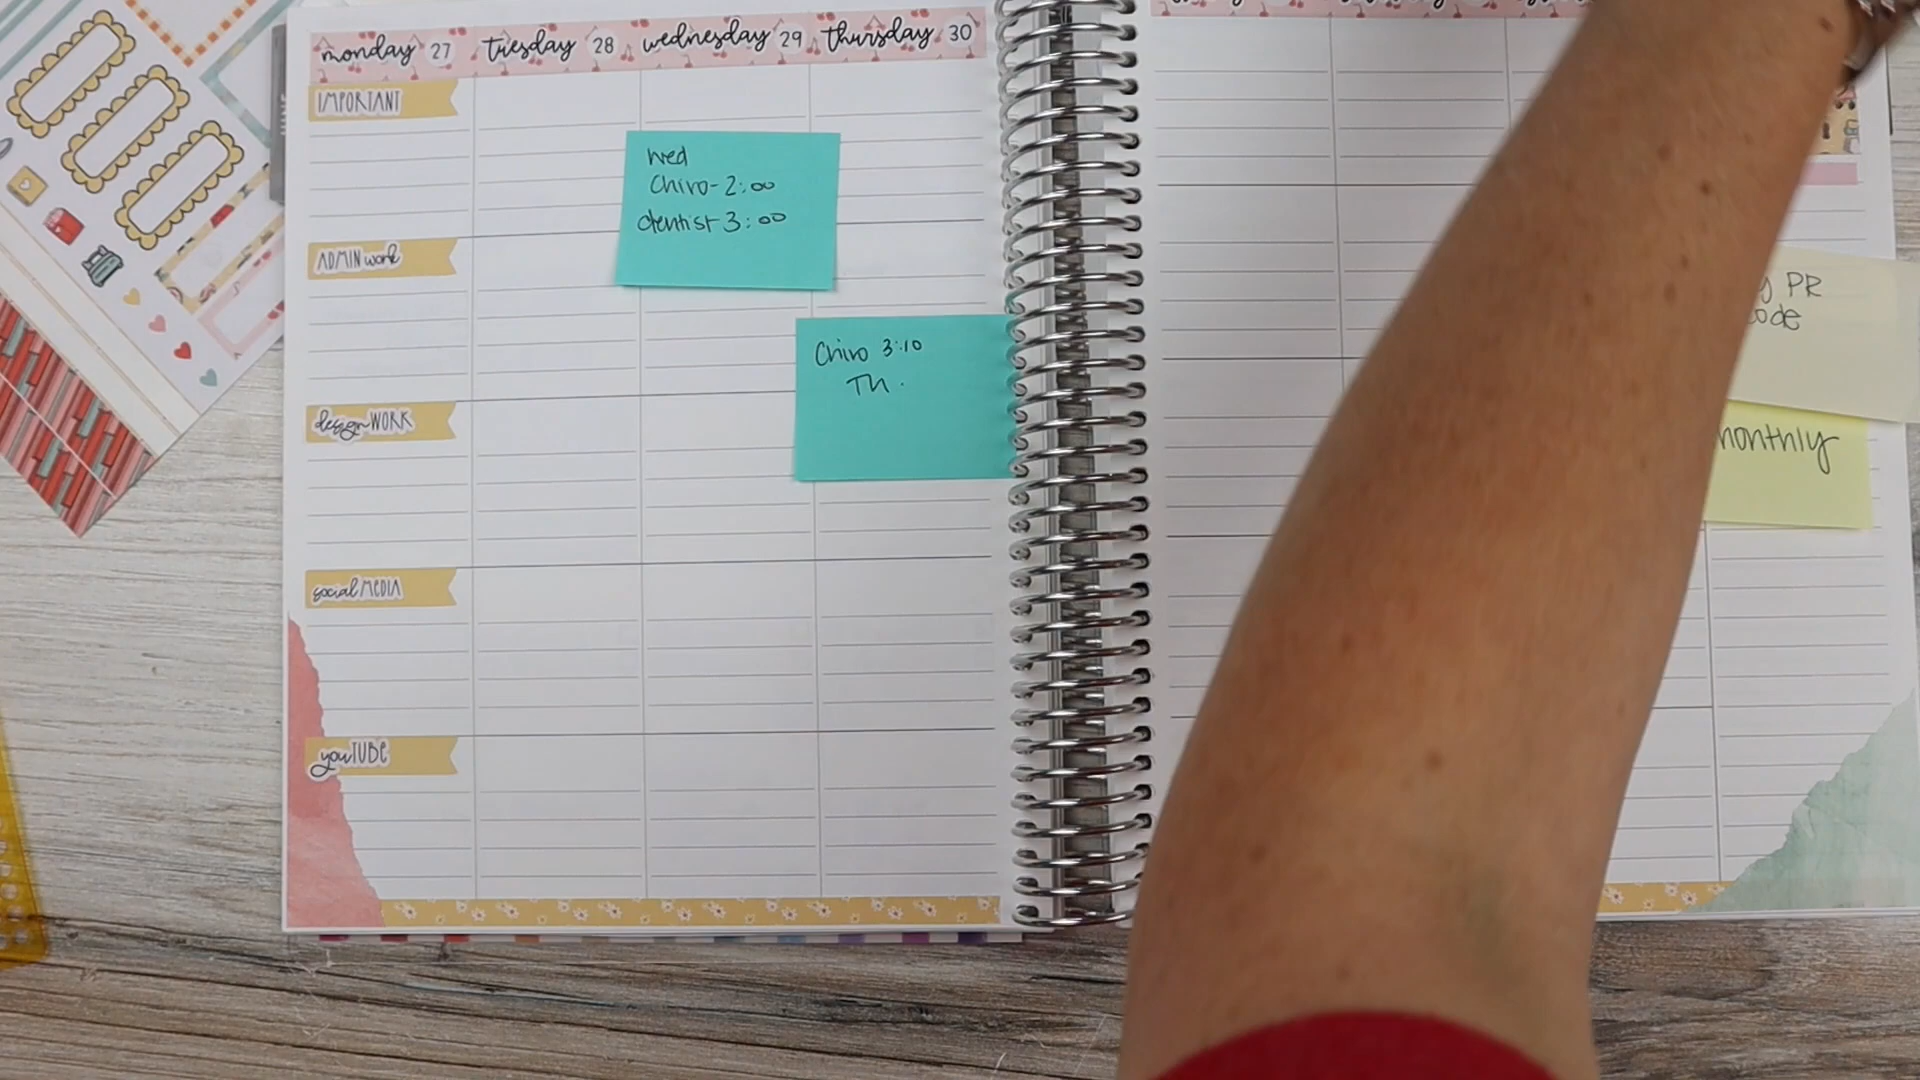 monday 27 tuesday 28 wednesday 29 thursday 30
IMPORTANT
wed
Chiro - 2:00
dentist 3:00
ADMIN work
Chiro 3:10
Th.
design WORK
social MEDIA
youTUBE
PR
monthly